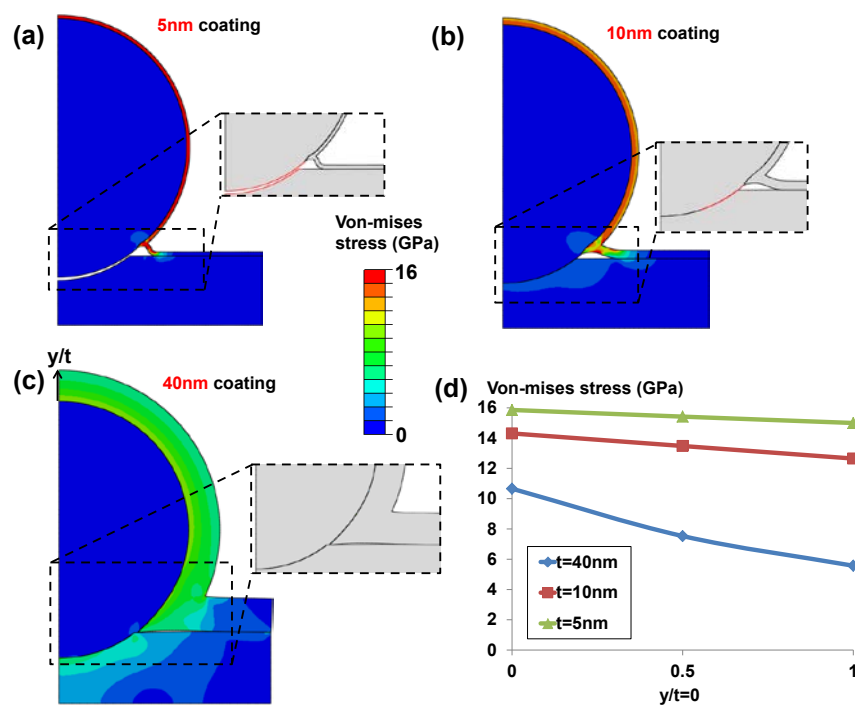 (a)
5nm coating
(b)
10nm coating
Von-mises
stress (GPa)
16
0
y/t
(c)
40nm coating
(d)
Von-mises stress (GPa)
16
14
12
10
8
6
4
2
0
t=40nm
t=10nm
t=5nm
0
0.5
1
y/t=0